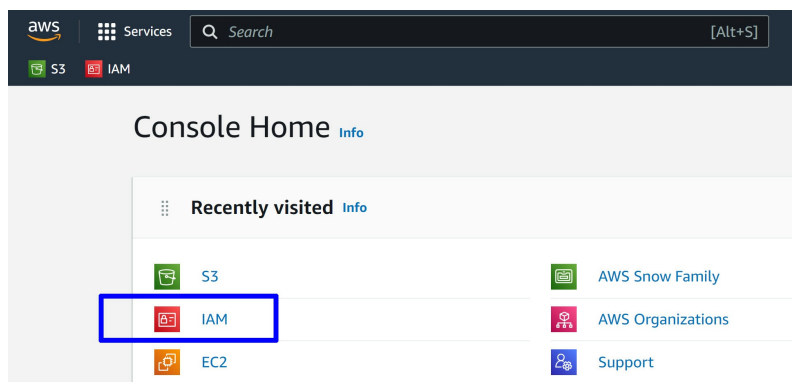 aws Services Search [Alt+S]
S3 IAM
Console Home Info
Recently visited Info
S3 AWS Snow Family
IAM AWS Organizations
EC2 Support